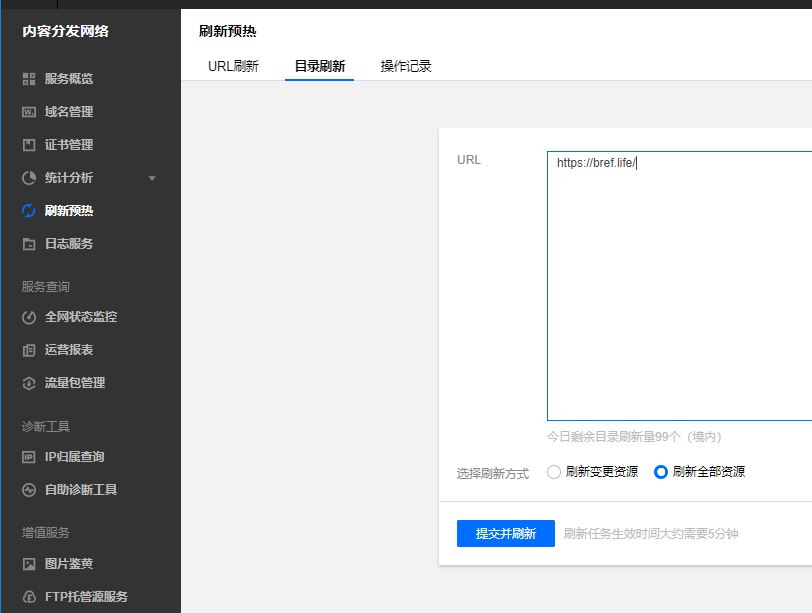 内容分发网络
服务概览
域名管理
证书管理
统计分析
刷新预热
日志服务
服务查询
全网状态监控
运营报表
流量包管理
诊断工具
IP归属查询
自助诊断工具
增值服务
图片鉴黄
FTP托管源服务
刷新预热
URL刷新 目录刷新 操作记录
URL
https://bref.life/
今日剩余目录刷新量99个（境内）
选择刷新方式 刷新变更资源 刷新全部资源
提交并刷新 刷新任务生效时间大约需要5分钟